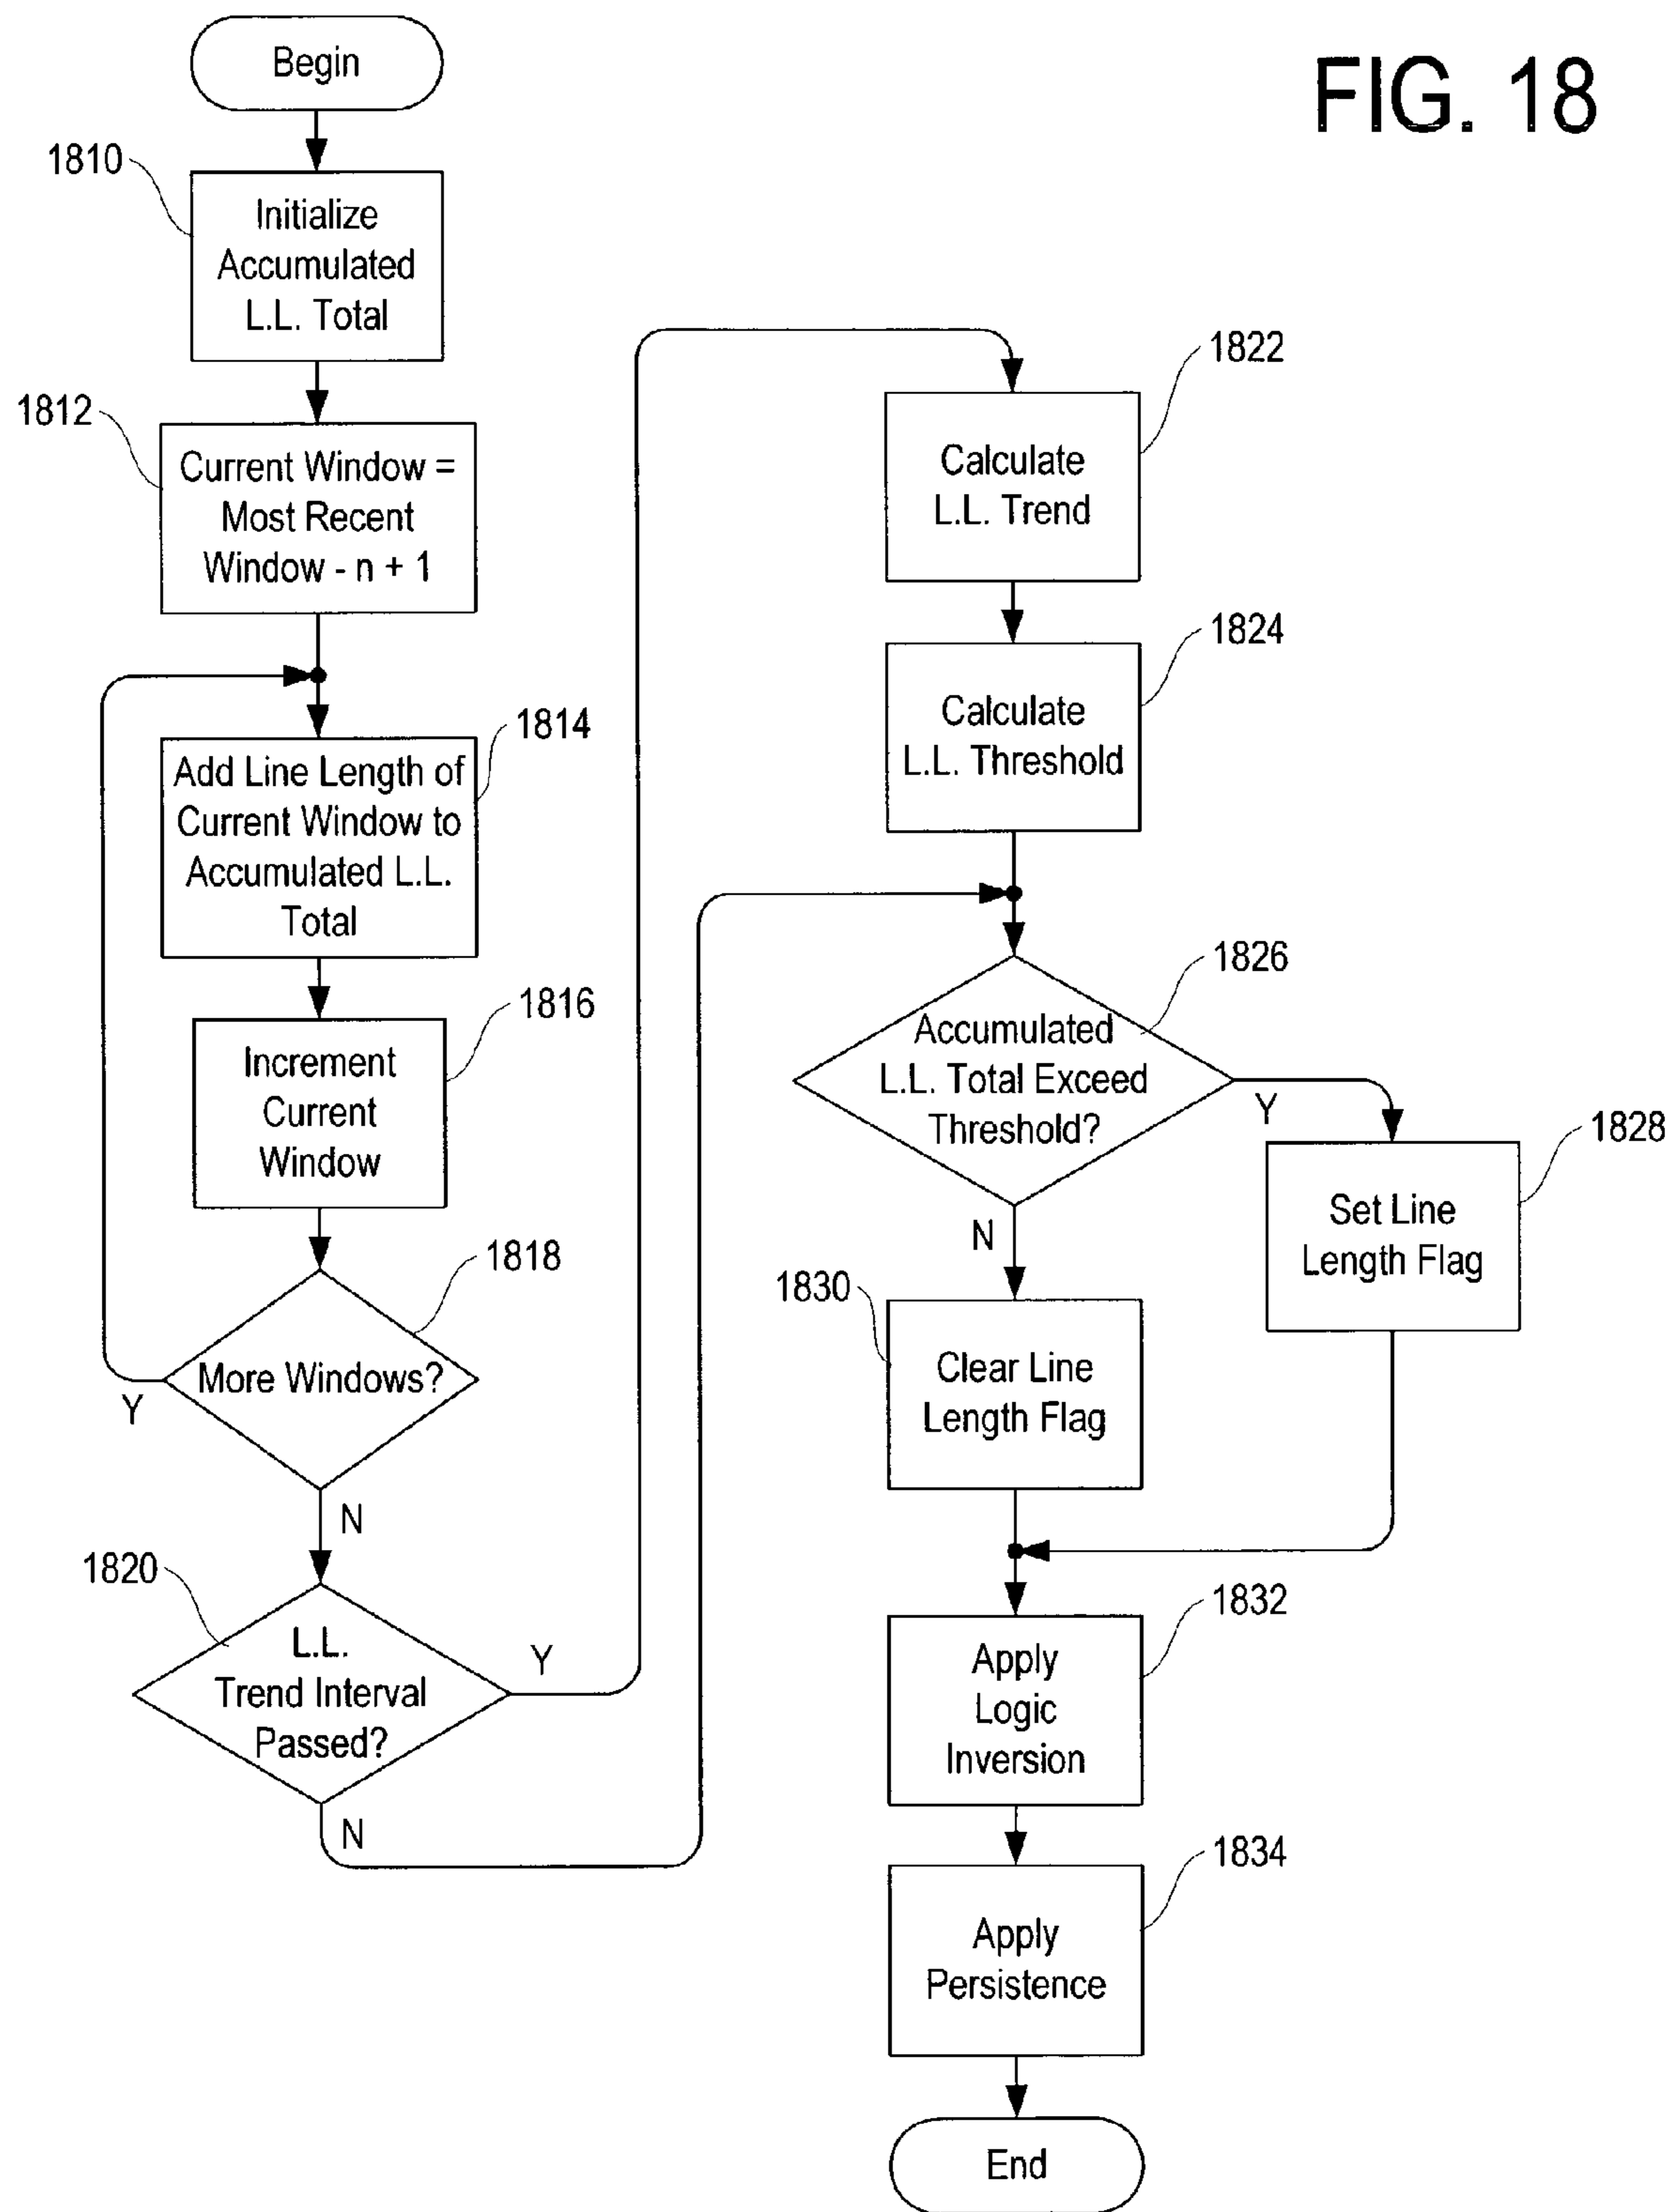 FIG. 18
Begin
1810
Initialize
Accumulated
L.L. Total
1812
Current Window =
Most Recent
Window - n + 1
1814
Add Line Length of
Current Window to
Accumulated L.L.
Total
1816
Increment
Current
Window
1818
More Windows?
Y
N
1820
L.L.
Trend Interval
Passed?
Y
N
1822
Calculate
L.L. Trend
1824
Calculate
L.L. Threshold
1826
Accumulated
L.L. Total Exceed
Threshold?
Y
N
1828
Set Line
Length Flag
1830
Clear Line
Length Flag
1832
Apply
Logic
Inversion
1834
Apply
Persistence
End